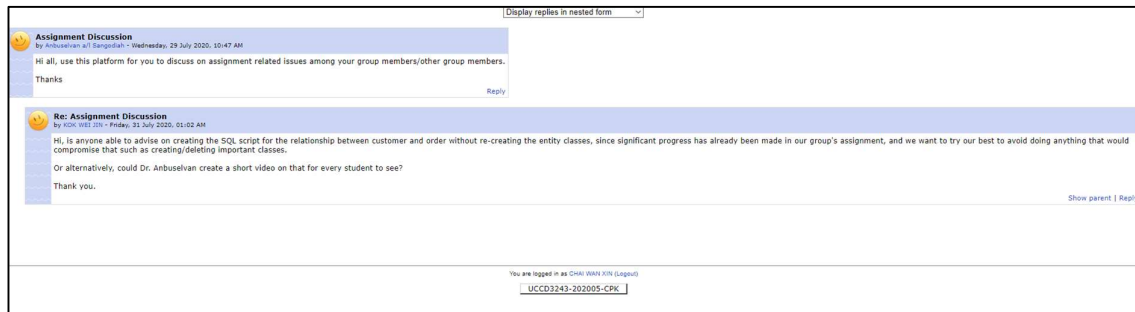 Display replies in nested form
Assignment Discussion
by Anbuselvan a/l Sangodiah - Wednesday, 29 July 2020, 10:47 AM
Hi all, use this platform for you to discuss on assignment related issues among your group members/other group members.
Thanks
Reply
Re: Assignment Discussion
by KOK WEI JIN - Friday, 31 July 2020, 01:02 AM
Hi, is anyone able to advise on creating the SQL script for the relationship between customer and order without re-creating the entity classes, since significant progress has already been made in our group's assignment, and we want to try our best to avoid doing anything that would
compromise that such as creating/deleting important classes.
Or alternatively, could Dr. Anbuselvan create a short video on that for every student to see?
Thank you.
Show parent | Reply
You are logged in as CHAI WAN XIN (Logout)
UCCD3243-202005-CPK